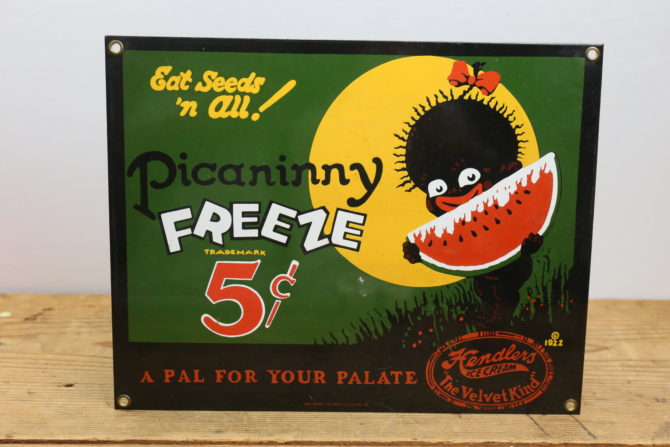 Eat Seeds
'n all!
Picaninny
FREEZE
TRADEMARK
5¢
© 1922
A PAL FOR YOUR PALATE
Hendlers
ICE CREAM
The Velvet Kind